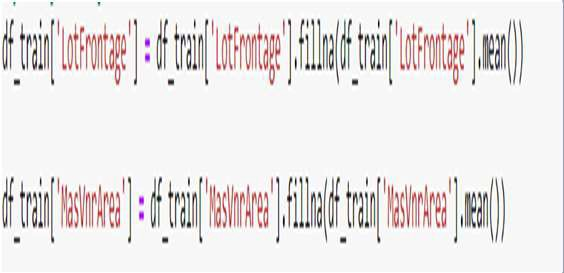 df_train['LotFrontage'] = df_train['LotFrontage'].fillna(df_train['LotFrontage'].mean())
df_train['MasVnrArea'] = df_train['MasVnrArea'].fillna(df_train['MasVnrArea'].mean())